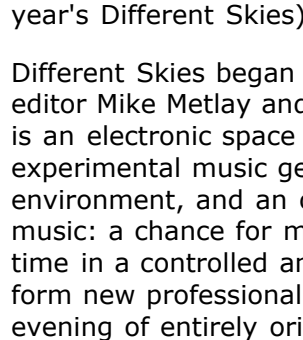 year's Different Skies)
Different Skies began
editor Mike Metlay and
is an electronic space
experimental music ge
environment, and an
music: a chance for m
time in a controlled ar
form new professional
evening of entirely ori